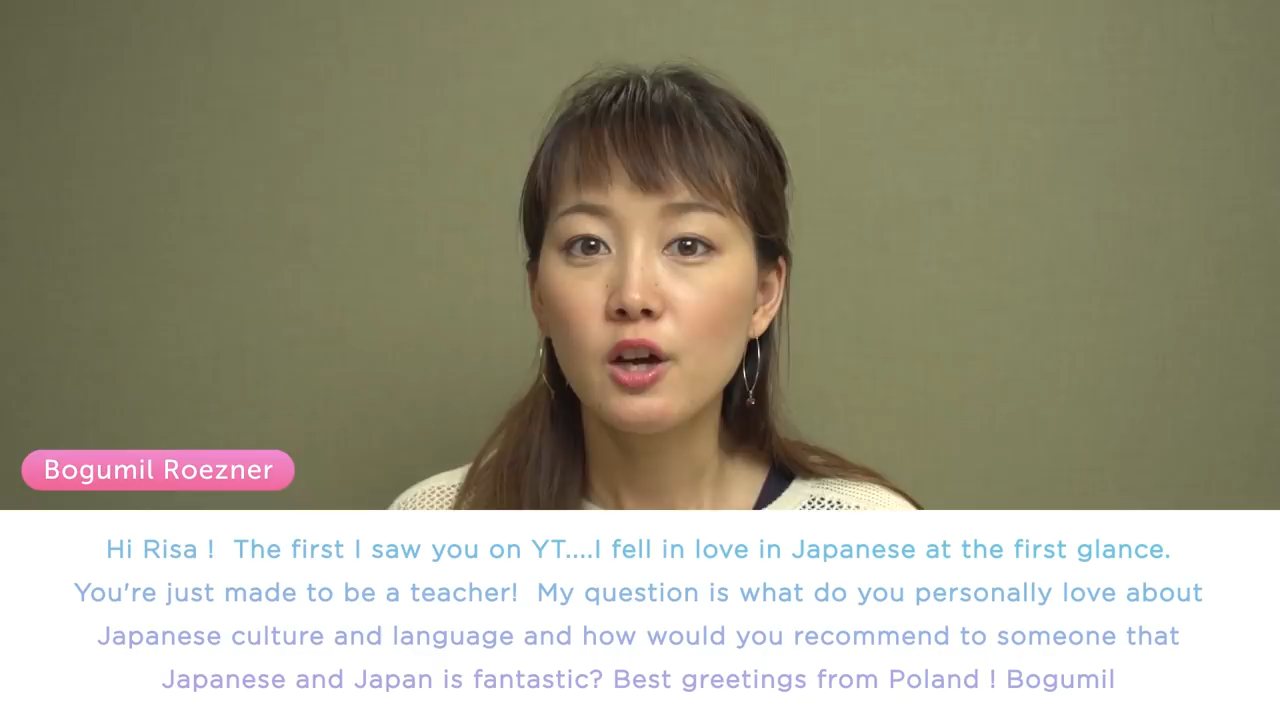 Bogumil Roezner
Hi Risa ! The first I saw you on YT....I fell in love in Japanese at the first glance.
You're just made to be a teacher! My question is what do you personally love about
Japanese culture and language and how would you recommend to someone that
Japanese and Japan is fantastic? Best greetings from Poland ! Bogumil